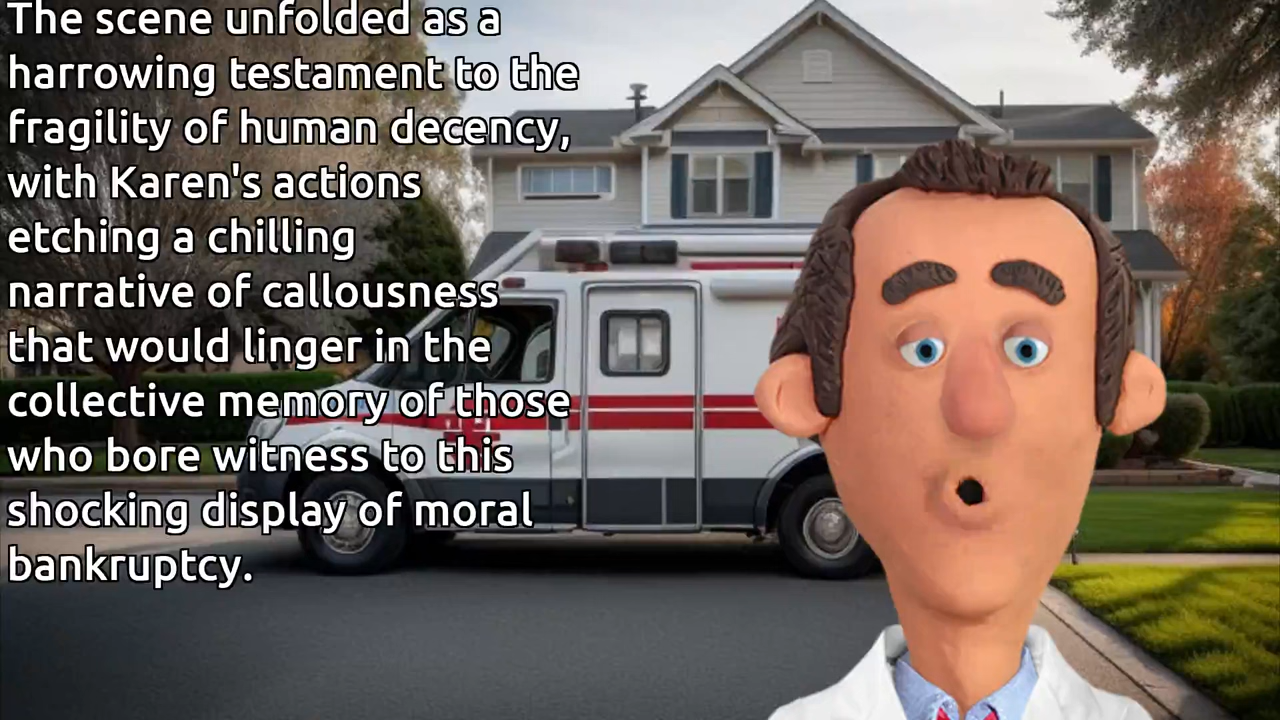 The scene unfolded as a
harrowing testament to the
fragility of human decency,
with Karen's actions
etching a chilling
narrative of callousness
that would linger in the
collective memory of those
who bore witness to this
shocking display of moral
bankruptcy.